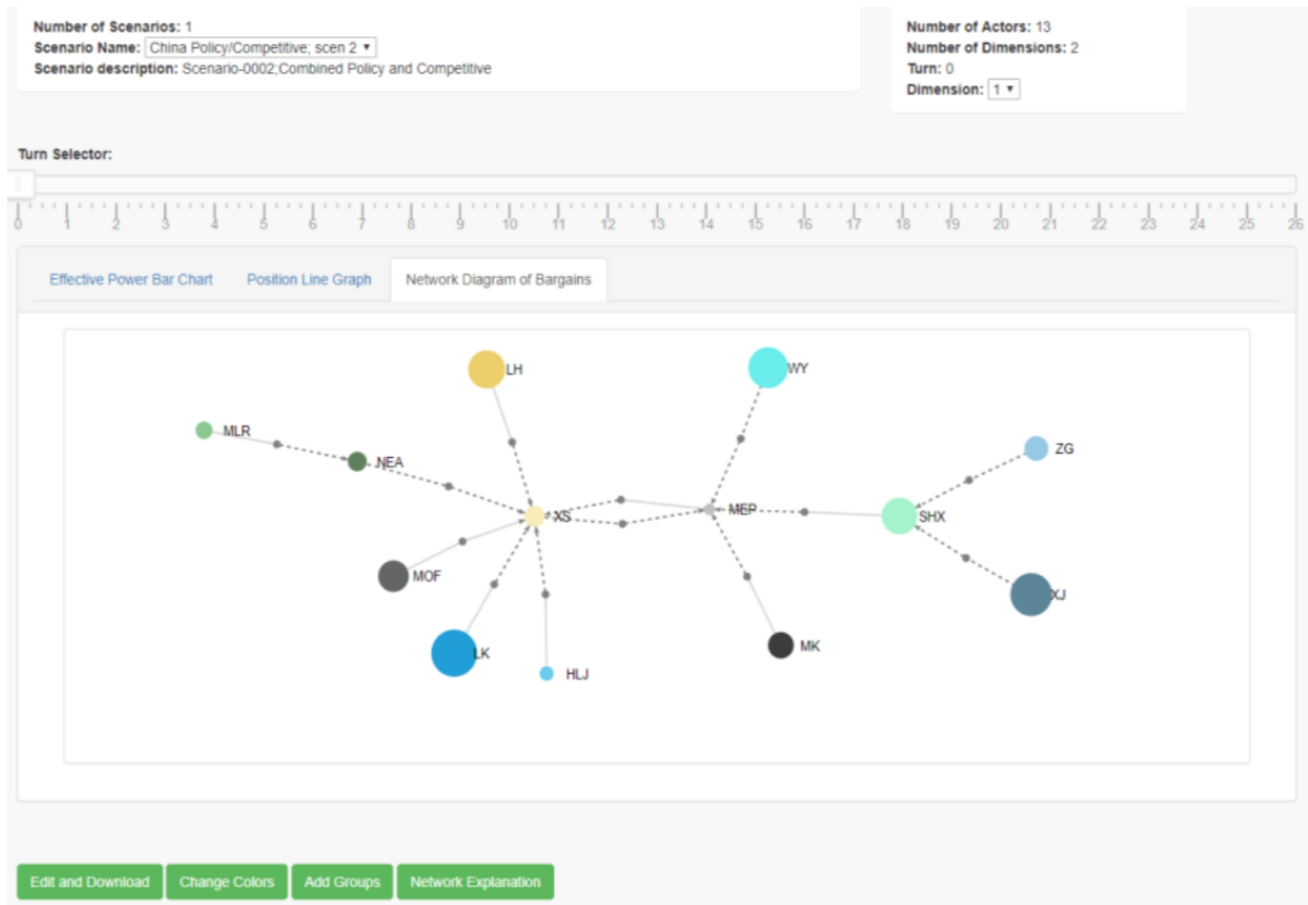 Number of Scenarios: 1
Scenario Name: China Policy/Competitive; scen 2
Scenario description: Scenario-0002;Combined Policy and Competitive
Number of Actors: 13
Number of Dimensions: 2
Turn: 0
Dimension: 1
Turn Selector:
0 1 2 3 4 5 6 7 8 9 10 11 12 13 14 15 16 17 18 19 20 21 22 23 24 25 26
Effective Power Bar Chart Position Line Graph Network Diagram of Bargains
LH WY
MLR
ZG
NEA
MEP
XS SHX
MOF
XJ
MK
LK
HLJ
Edit and Download Change Colors Add Groups Network Explanation